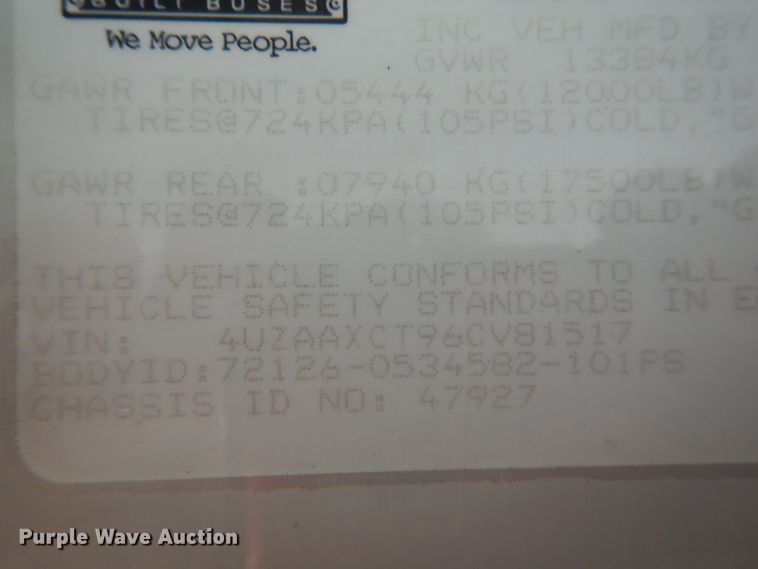 BUILT BUSES
We Move People.
INC VEH MFD BY
GVWR 13384KG
GAWR FRONT:05444 KG(12000LB)W
TIRES@724KPA(105PSI)COLD,"G
GAWR REAR :07940 KG(17500LB)W
TIRES@724KPA(105PSI)COLD,"G
THIS VEHICLE CONFORMS TO ALL
VEHICLE SAFETY STANDARDS IN E
VIN: 4UZAAXCT96CV81517
BODYID:72126-0534582-101PS
CHASSIS ID NO: 47927
Purple Wave Auction